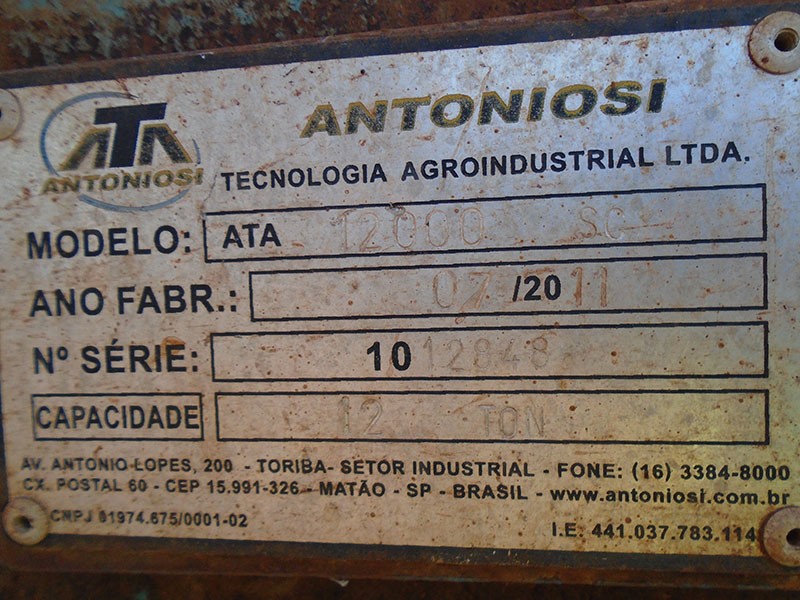 ATA
ANTONIOSI
ANTONIOSI
TECNOLOGIA AGROINDUSTRIAL LTDA.
MODELO: ATA 12000 SC
ANO FABR.: 07/2011
Nº SÉRIE: 1012848
CAPACIDADE 12 TON
AV. ANTONIO LOPES, 200 - TORIBA- SETOR INDUSTRIAL - FONE: (16) 3384-8000
CX. POSTAL 60 - CEP 15.991-326 - MATÃO - SP - BRASIL - www.antoniosi.com.br
CNPJ 01974.675/0001-02
I.E. 441.037.783.114